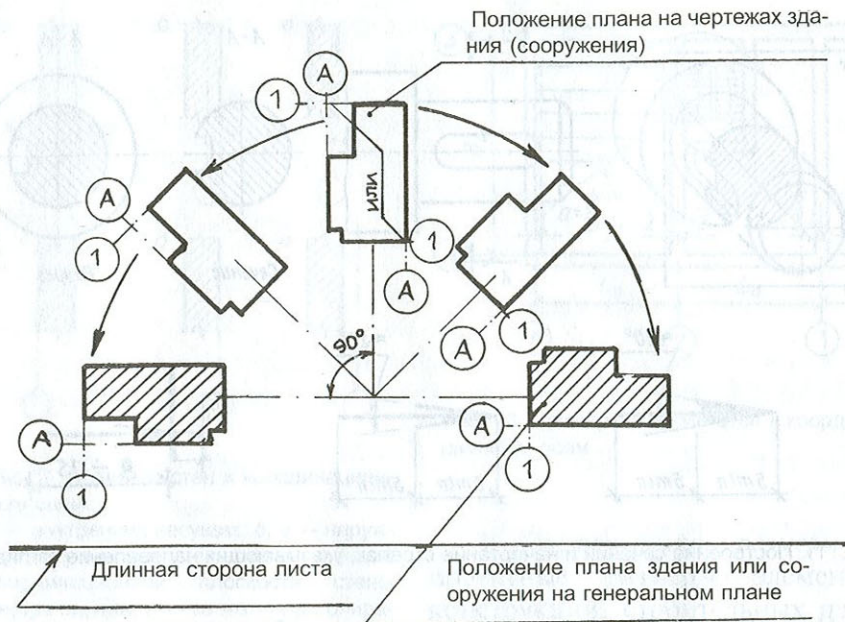 Положение плана на чертежах зда-
ния (сооружения)
А
1
1
А
или
А
1
А
1
90°
А
1
А
1
Длинная сторона листа
Положение плана здания или со-
оружения на генеральном плане